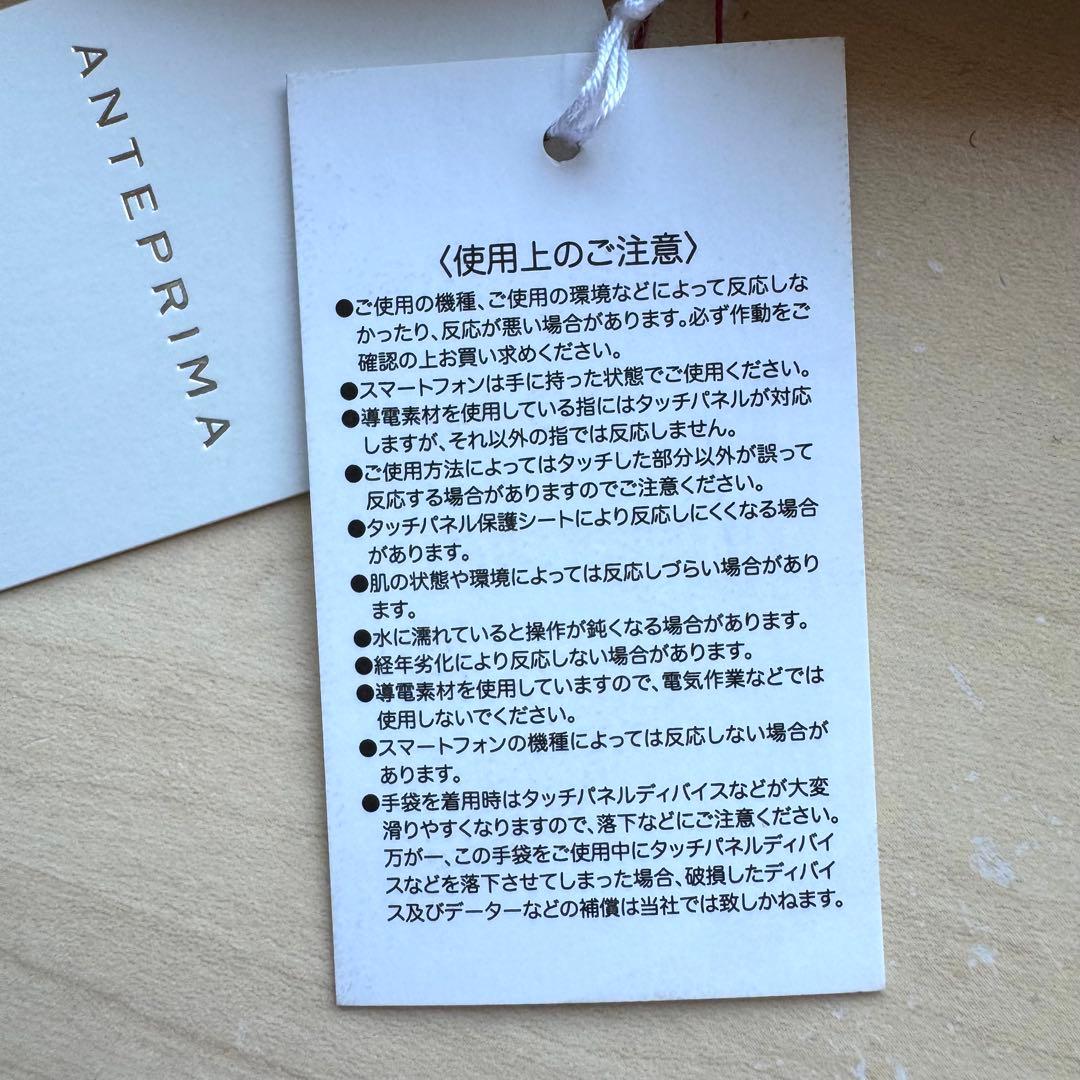 ANTEPRIMA
〈使用上のご注意〉
●ご使用の機種、ご使用の環境などによって反応しな
かったり、反応が悪い場合があります。必ず作動をご
確認の上お買い求めください。
●スマートフォンは手に持った状態でご使用ください。
●導電素材を使用している指にはタッチパネルが対応
しますが、それ以外の指では反応しません。
●ご使用方法によってはタッチした部分以外が誤って
反応する場合がありますのでご注意ください。
●タッチパネル保護シートにより反応しにくくなる場合
があります。
●肌の状態や環境によっては反応しづらい場合があり
ます。
●水に濡れていると操作が鈍くなる場合があります。
●経年劣化により反応しない場合があります。
●導電素材を使用していますので、電気作業などでは
使用しないでください。
●スマートフォンの機種によっては反応しない場合が
あります。
●手袋を着用時はタッチパネルディバイスなどが大変
滑りやすくなりますので、落下などにご注意ください。
万が一、この手袋をご使用中にタッチパネルディバイ
スなどを落下させてしまった場合、破損したディバイ
ス及びデーターなどの補償は当社では致しかねます。